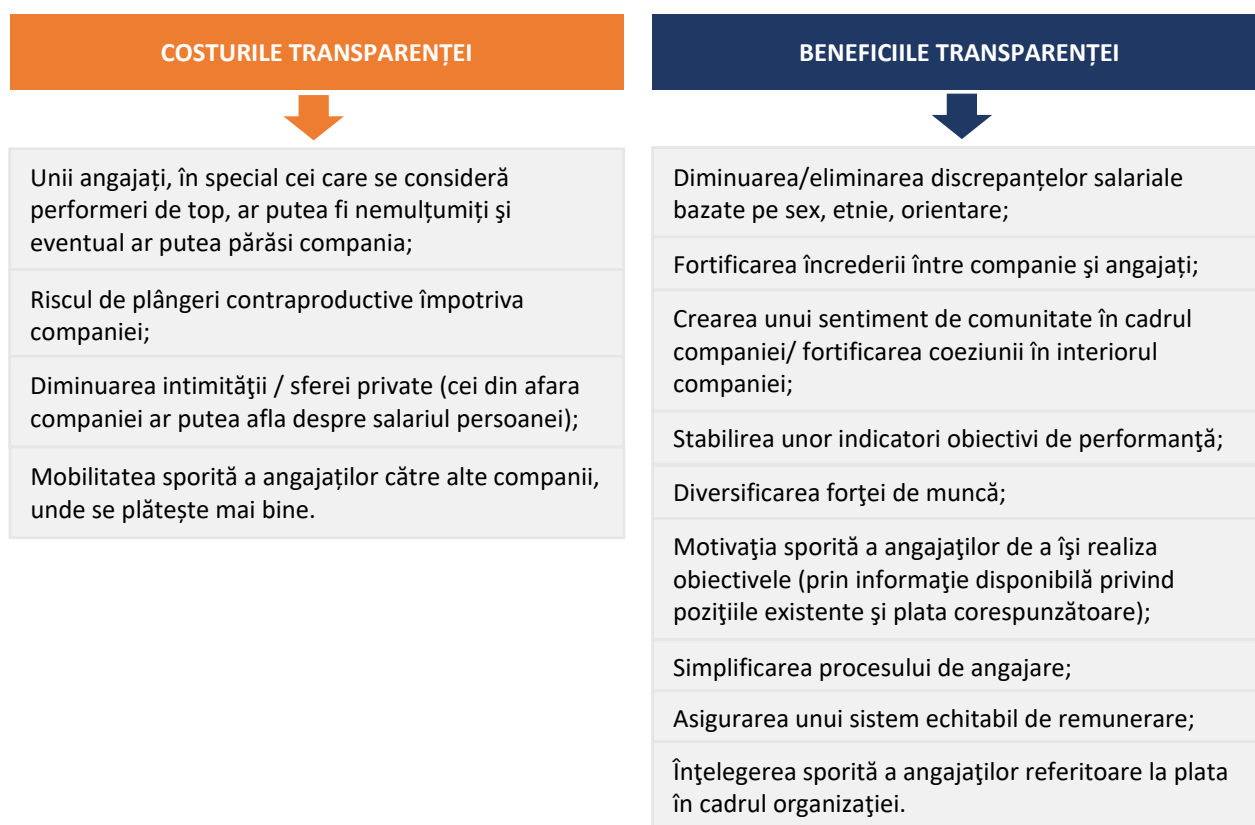 COSTURILE TRANSPARENȚEI
Unii angajați, în special cei care se consideră
performeri de top, ar putea fi nemulțumiți şi
eventual ar putea părăsi compania;
Riscul de plângeri contraproductive împotriva
companiei;
Diminuarea intimităţii / sferei private (cei din afara
companiei ar putea afla despre salariul persoanei);
Mobilitatea sporită a angajaților către alte companii,
unde se plătește mai bine.
BENEFICIILE TRANSPARENȚEI
Diminuarea/eliminarea discrepanțelor salariale
bazate pe sex, etnie, orientare;
Fortificarea încrederii între companie şi angajați;
Crearea unui sentiment de comunitate în cadrul
companiei/ fortificarea coeziunii în interiorul
companiei;
Stabilirea unor indicatori obiectivi de performanţă;
Diversificarea forţei de muncă;
Motivaţia sporită a angajaţilor de a îşi realiza
obiectivele (prin informaţie disponibilă privind
poziţiile existente şi plata corespunzătoare);
Simplificarea procesului de angajare;
Asigurarea unui sistem echitabil de remunerare;
Înţelegerea sporită a angajaţilor referitoare la plata
în cadrul organizaţiei.